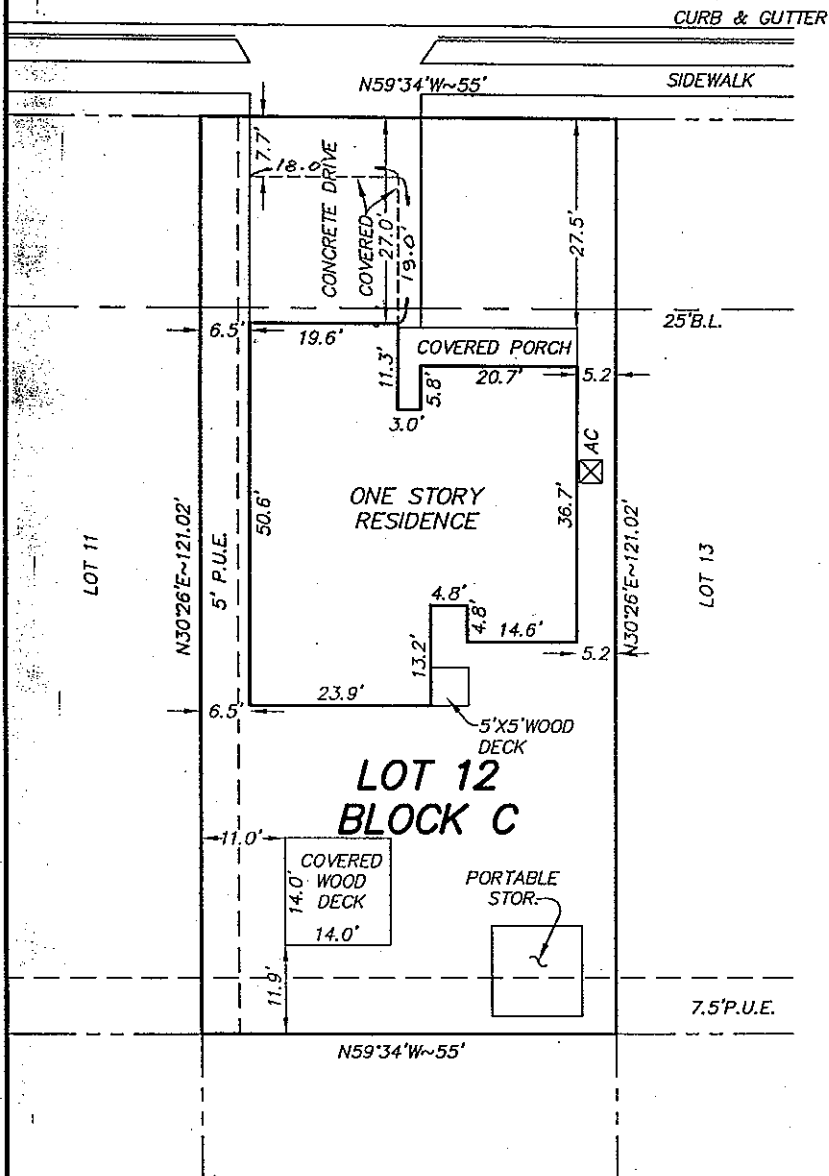 CURB & GUTTER
N59°34'W~55'
SIDEWALK
7.7'
18.0'
CONCRETE DRIVE
COVERED
27.0'
19.0'
27.5'
25'B.L.
6.5'
19.6'
COVERED PORCH
11.3'
5.8'
20.7'
5.2
3.0'
AC
ONE STORY
RESIDENCE
50.6'
36.7'
LOT 11
N30°26'E~121.02'
5' P.U.E.
N30°26'E~121.02'
LOT 13
4.8'
4.8'
14.6'
13.2'
5.2
6.5'
23.9'
5'X5'WOOD
DECK
LOT 12
BLOCK C
11.0'
COVERED
WOOD
DECK
14.0'
14.0'
PORTABLE
STOR.
11.9'
7.5'P.U.E.
N59°34'W~55'